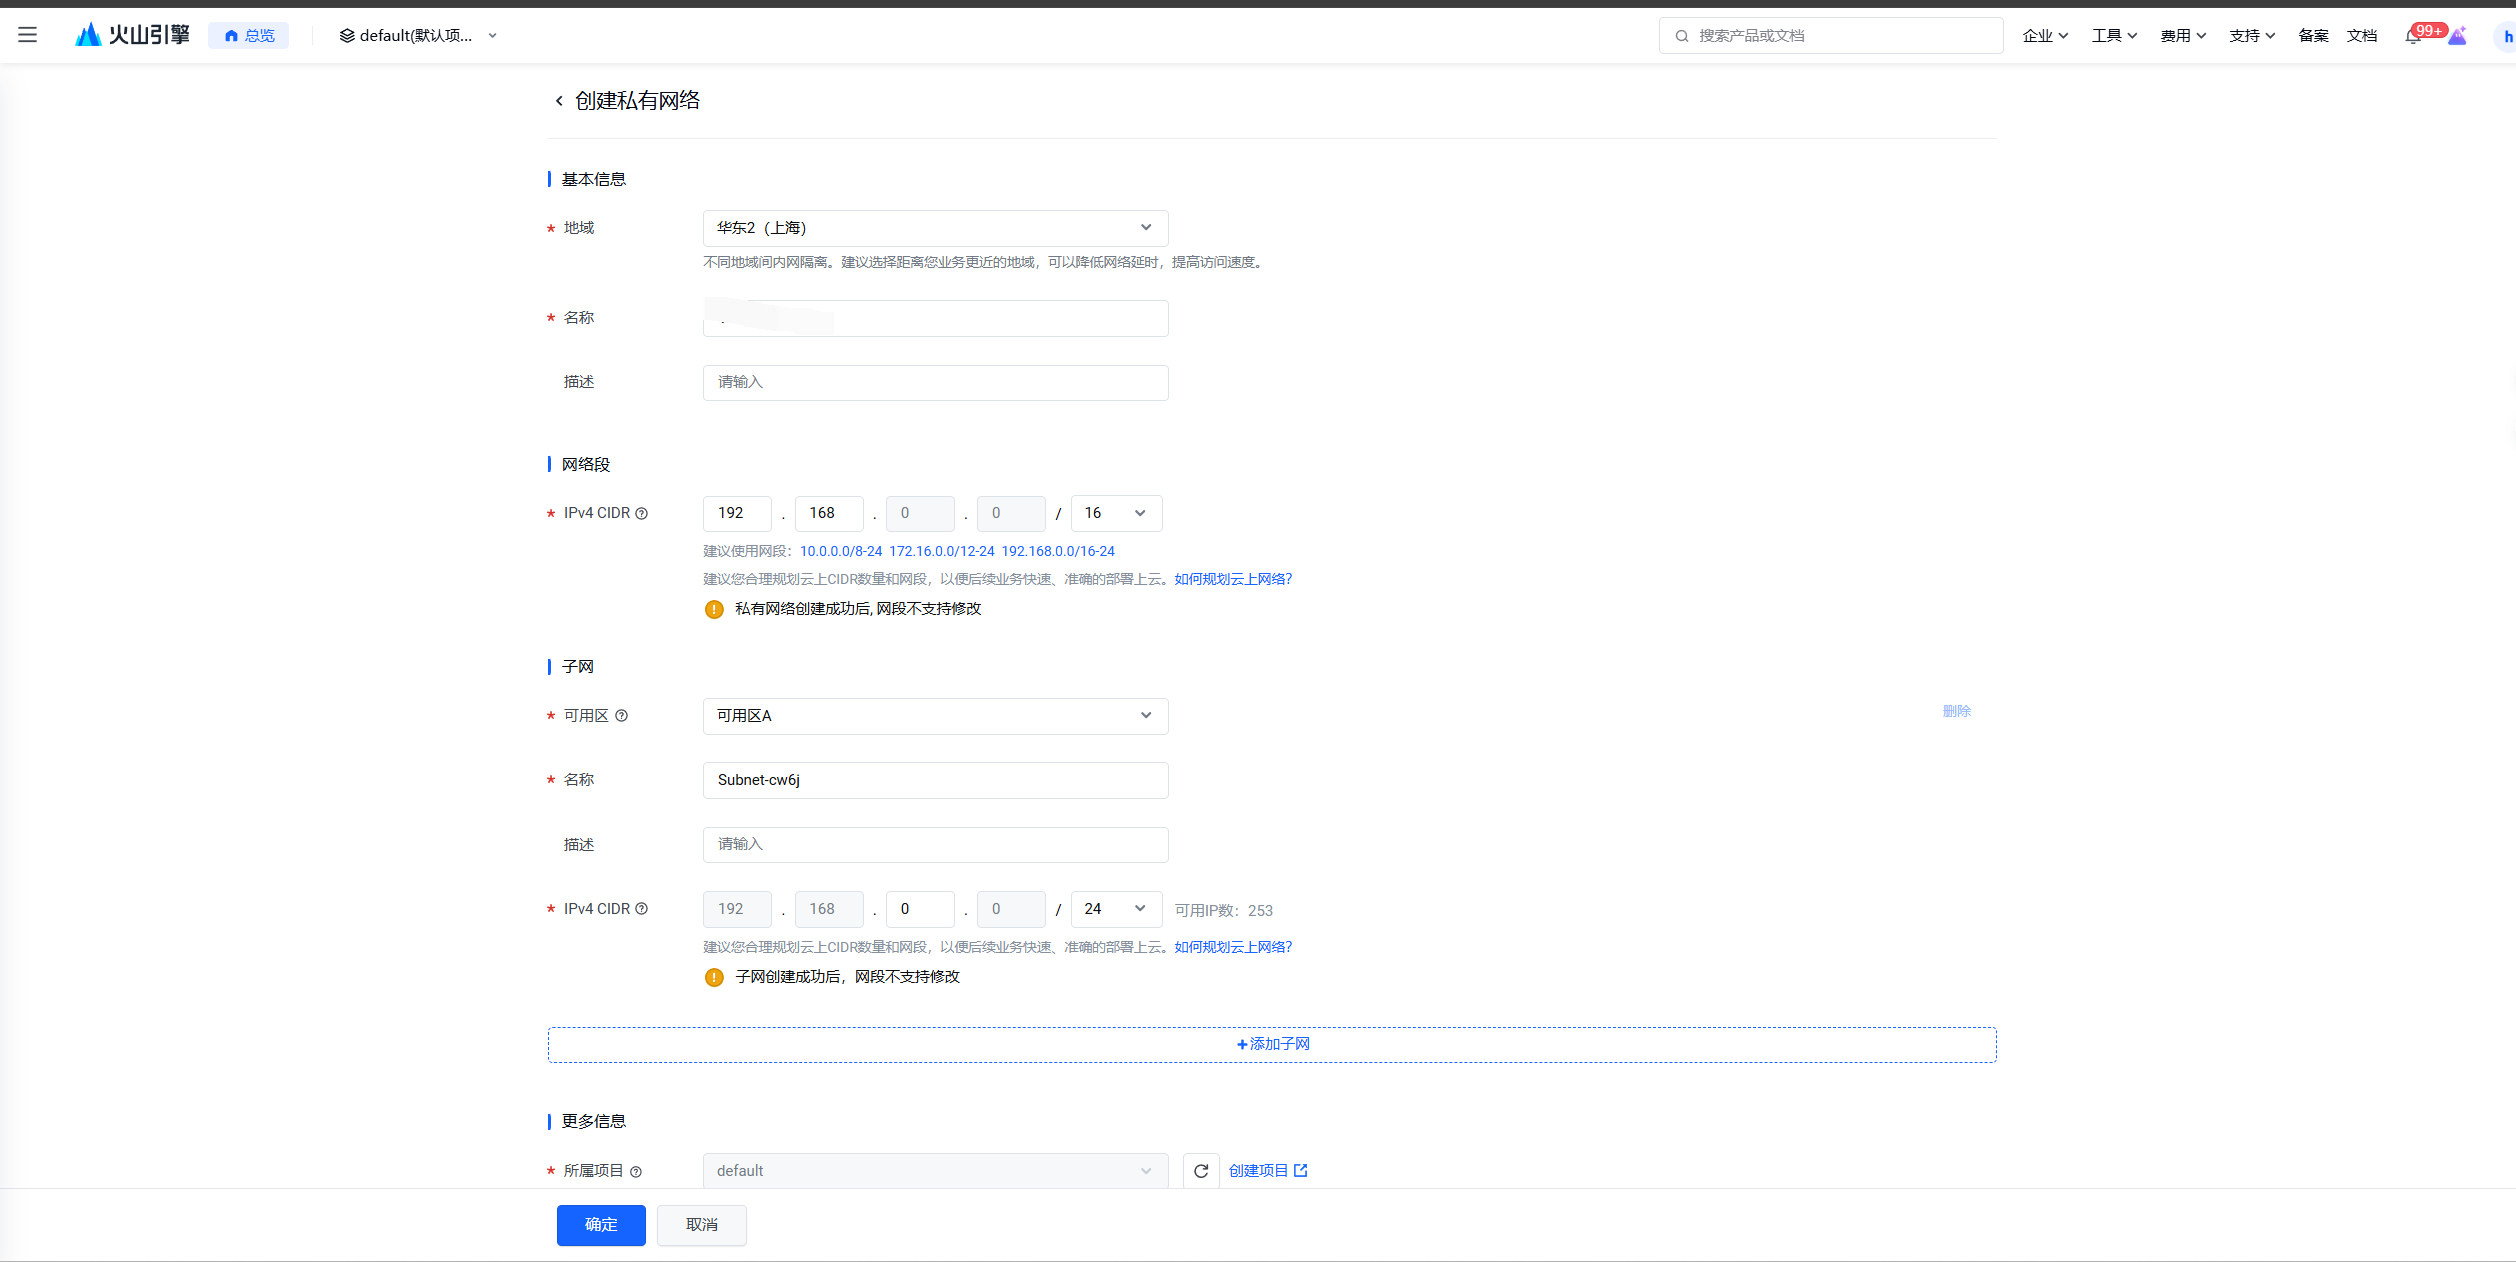 火山引擎 总览 default(默认项... 搜索产品或文档 企业 工具 费用 支持 备案 文档 99+ h
创建私有网络
基本信息
* 地域 华东2（上海）
不同地域间内网隔离。建议选择距离您业务更近的地域，可以降低网络延时，提高访问速度。
* 名称
描述 请输入
网络段
* IPv4 CIDR 192 . 168 . 0 . 0 / 16
建议使用网段：10.0.0.0/8-24 172.16.0.0/12-24 192.168.0.0/16-24
建议您合理规划云上CIDR数量和网段，以便后续业务快速、准确的部署上云。如何规划云上网络？
私有网络创建成功后, 网段不支持修改
子网
* 可用区 可用区A 删除
* 名称 Subnet-cw6j
描述 请输入
* IPv4 CIDR 192 . 168 . 0 . 0 / 24 可用IP数：253
建议您合理规划云上CIDR数量和网段，以便后续业务快速、准确的部署上云。如何规划云上网络？
子网创建成功后，网段不支持修改
+添加子网
更多信息
* 所属项目 default 创建项目
确定 取消